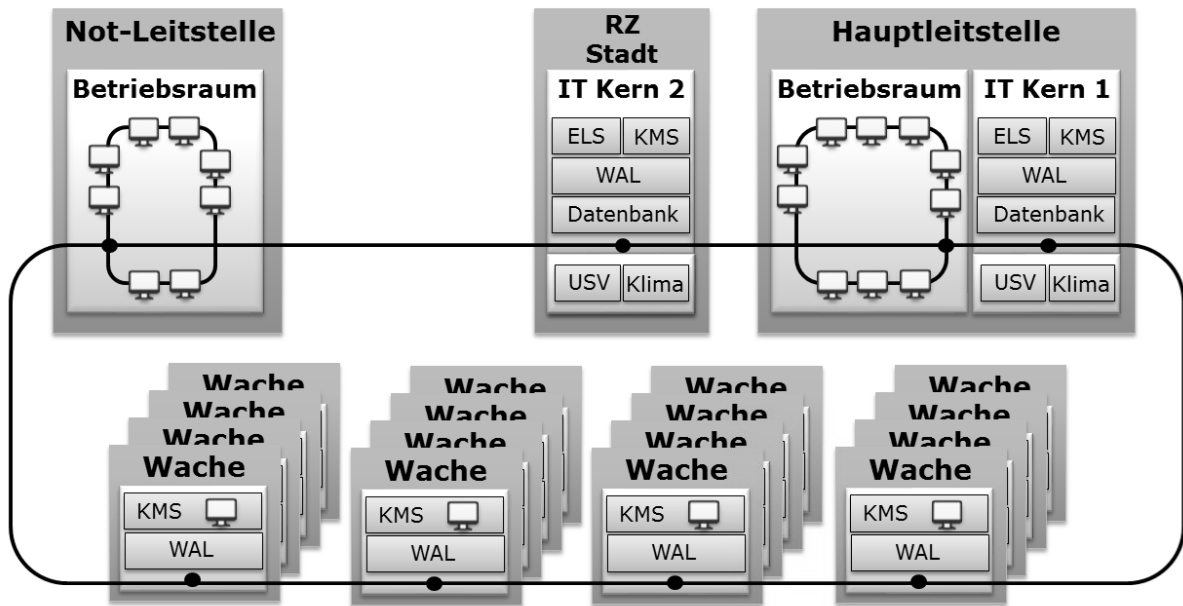 Not-Leitstelle
Betriebsraum
RZ
Stadt
IT Kern 2
ELS KMS
WAL
Datenbank
USV Klima
Hauptleitstelle
Betriebsraum
IT Kern 1
ELS KMS
WAL
Datenbank
USV Klima
Wache
Wache
Wache
Wache
KMS
WAL
Wache
Wache
Wache
Wache
KMS
WAL
Wache
Wache
Wache
Wache
KMS
WAL
Wache
Wache
Wache
Wache
KMS
WAL